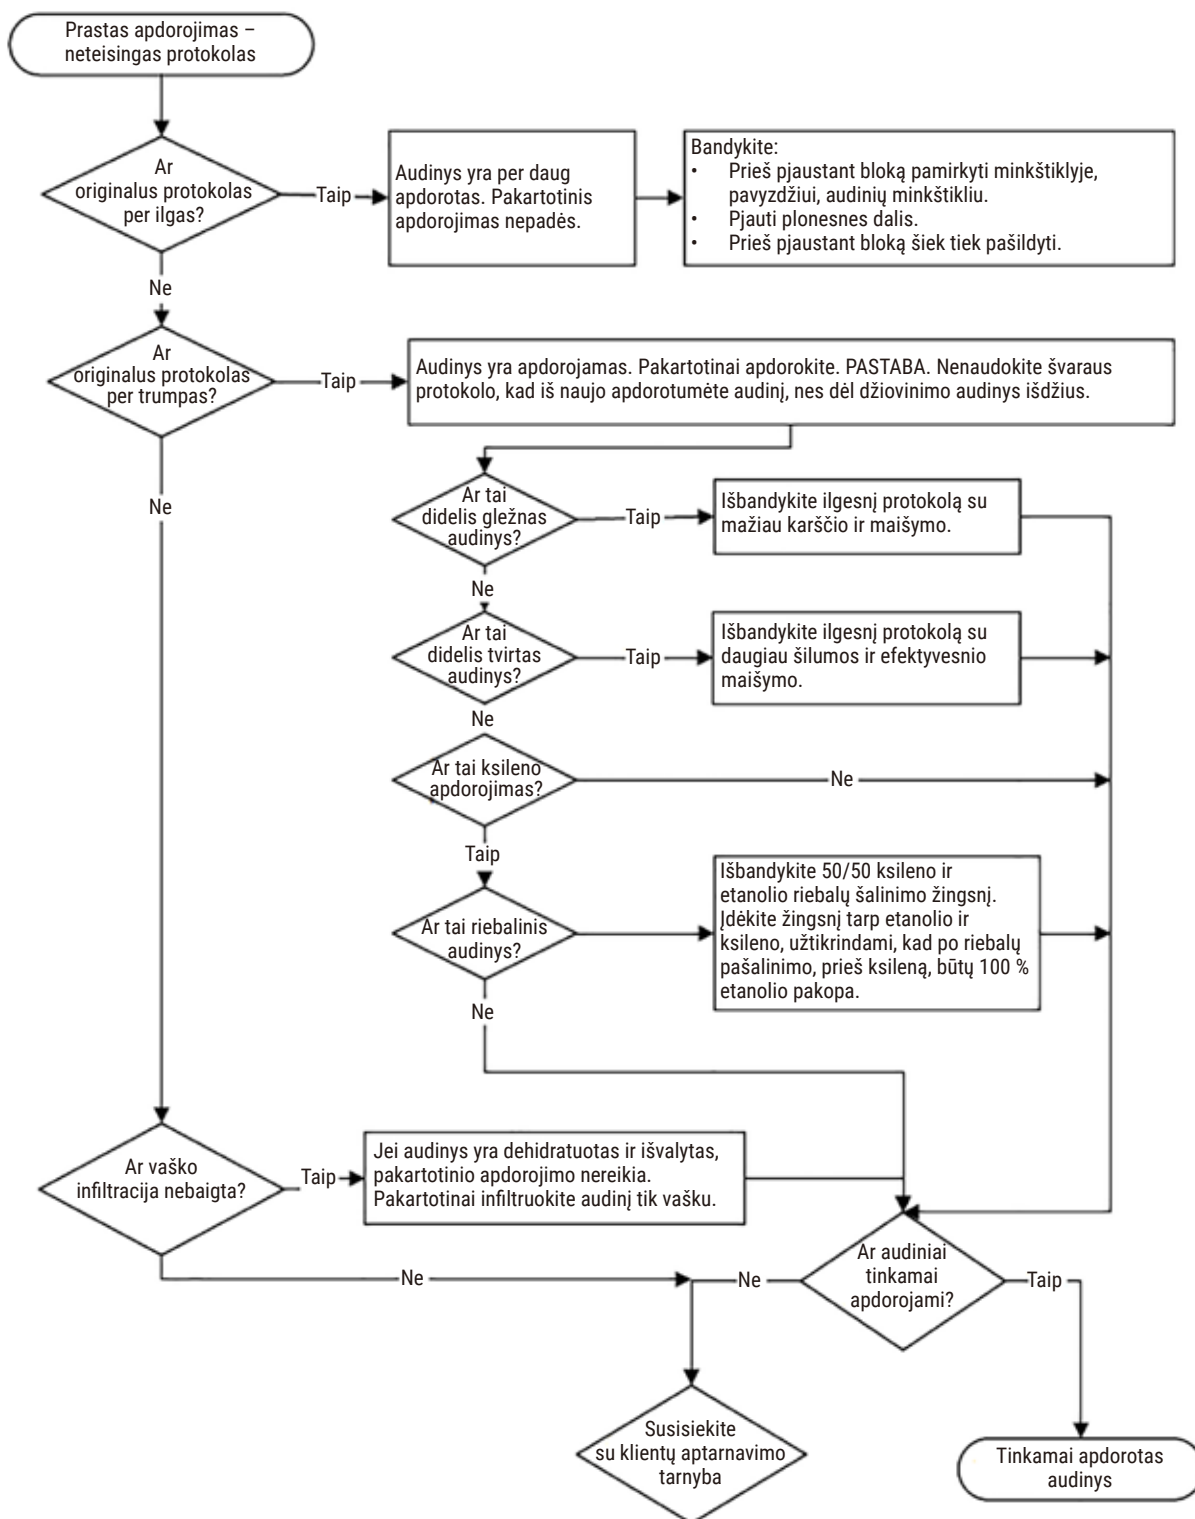 Prastas apdorojimas –
neteisingas protokolas
Ar
originalus protokolas
per ilgas?
Taip
Audinys yra per daug
apdorotas. Pakartotinis
apdorojimas nepadės.
Bandykite:
• Prieš pjaustant bloką pamirkyti minkštiklyje,
pavyzdžiui, audinių minkštikliu.
• Pjauti plonesnes dalis.
• Prieš pjaustant bloką šiek tiek pašildyti.
Ne
Ar
originalus protokolas
per trumpas?
Taip
Audinys yra apdorojamas. Pakartotinai apdorokite. PASTABA. Nenaudokite švaraus
protokolo, kad iš naujo apdorotumėte audinį, nes dėl džiovinimo audinys išdžius.
Ne
Ar tai
didelis gležnas
audinys?
Taip
Išbandykite ilgesnį protokolą su
mažiau karščio ir maišymo.
Ne
Ar tai
didelis tvirtas
audinys?
Taip
Išbandykite ilgesnį protokolą su
daugiau šilumos ir efektyvesnio
maišymo.
Ne
Ar tai ksileno
apdorojimas?
Ne
Taip
Ar tai riebalinis
audinys?
Išbandykite 50/50 ksileno ir
etanolio riebalų šalinimo žingsnį.
Įdėkite žingsnį tarp etanolio ir
ksileno, užtikrindami, kad po riebalų
pašalinimo, prieš ksileną, būtų 100 %
etanolio pakopa.
Ne
Ar vaško
infiltracija nebaigta?
Taip
Jei audinys yra dehidratuotas ir išvalytas,
pakartotinio apdorojimo nereikia.
Pakartotinai infiltruokite audinį tik vašku.
Ne
Ne
Ar audiniai
tinkamai
apdorojami?
Taip
Susisiekite
su klientų aptarnavimo
tarnyba
Tinkamai apdorotas
audinys